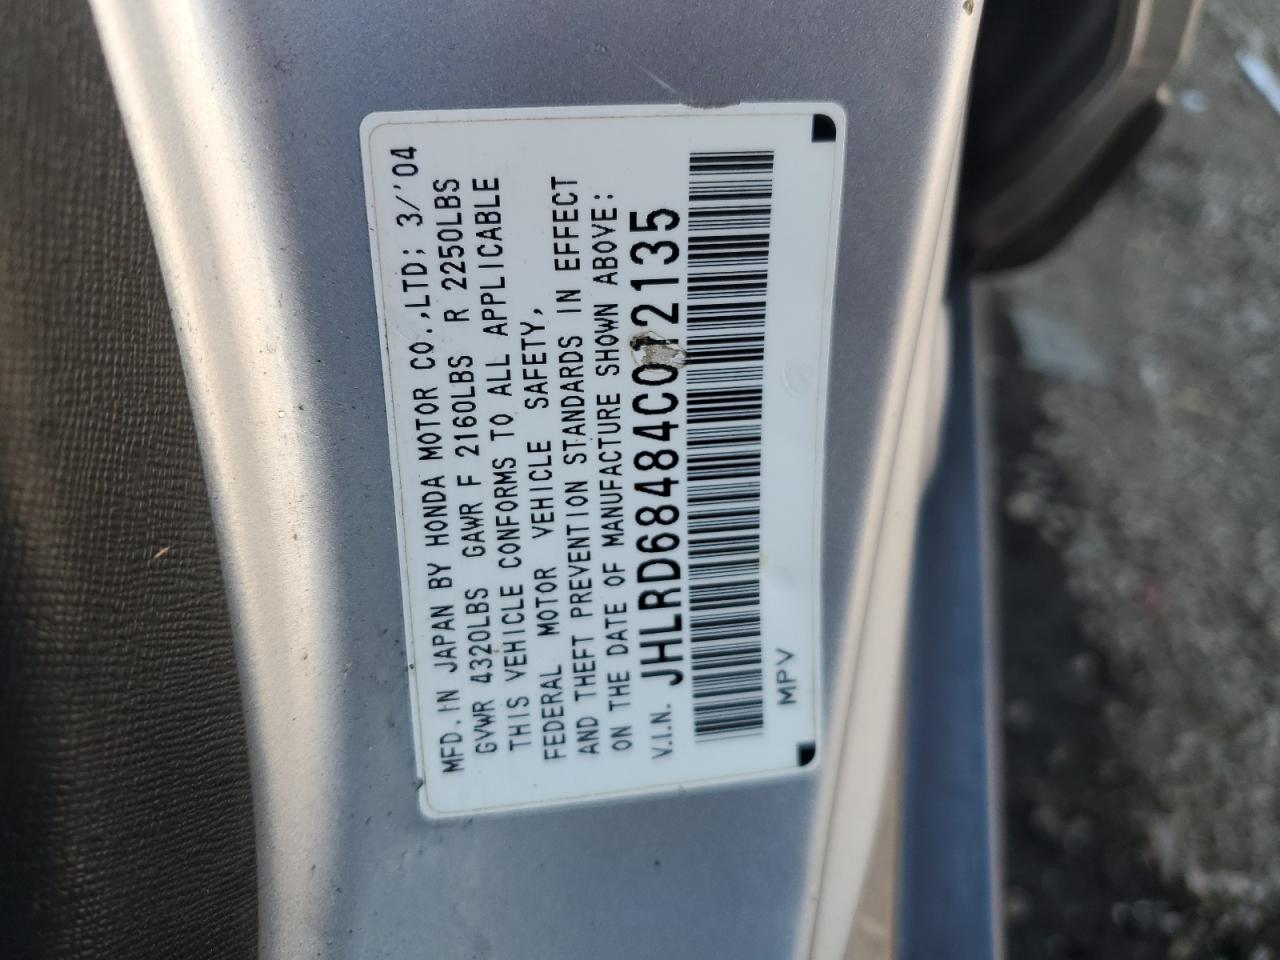 MFD. IN JAPAN BY HONDA MOTOR CO.,LTD; 3/'04
GVWR 4320LBS GAWR F 2160LBS R 2250LBS
THIS VEHICLE CONFORMS TO ALL APPLICABLE
FEDERAL MOTOR VEHICLE SAFETY,
AND THEFT PREVENTION STANDARDS IN EFFECT
ON THE DATE OF MANUFACTURE SHOWN ABOVE:
V.I.N. JHLRD68484C012135
MPV